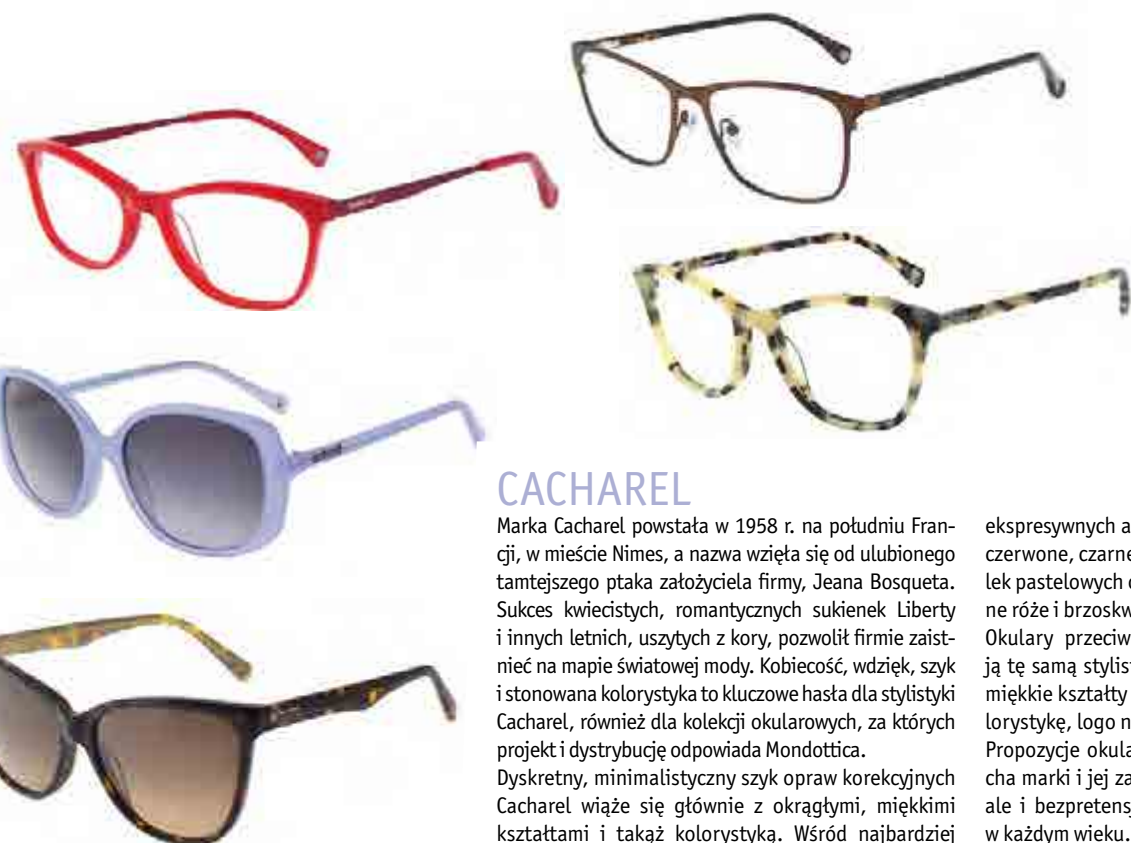 CACHAREL
Marka Cacharel powstała w 1958 r. na południu Fran-
cji, w mieście Nimes, a nazwa wzięła się od ulubionego
tamtejszego ptaka założyciela firmy, Jeana Bosqueta.
Sukces kwiecistych, romantycznych sukienek Liberty
i innych letnich, uszytych z kory, pozwolił firmie zaist-
nieć na mapie światowej mody. Kobiecość, wdzięk, szyk
i stonowana kolorystyka to kluczowe hasła dla stylistyki
Cacharel, również dla kolekcji okularowych, za których
projekt i dystrybucję odpowiada Mondottica.
Dyskretny, minimalistyczny szyk opraw korekcyjnych
Cacharel wiąże się głównie z okrągłymi, miękkimi
kształtami i takąż kolorystyką. Wśród najbardziej
ekspresywnych a
czerwone, czarne
lek pastelowych
ne róże i brzoskw
Okulary przeciw
ją tę samą stylis
miękkie kształty
lorystykę, logo n
Propozycje okula
cha marki i jej za
ale i bezpretens
w każdym wieku.